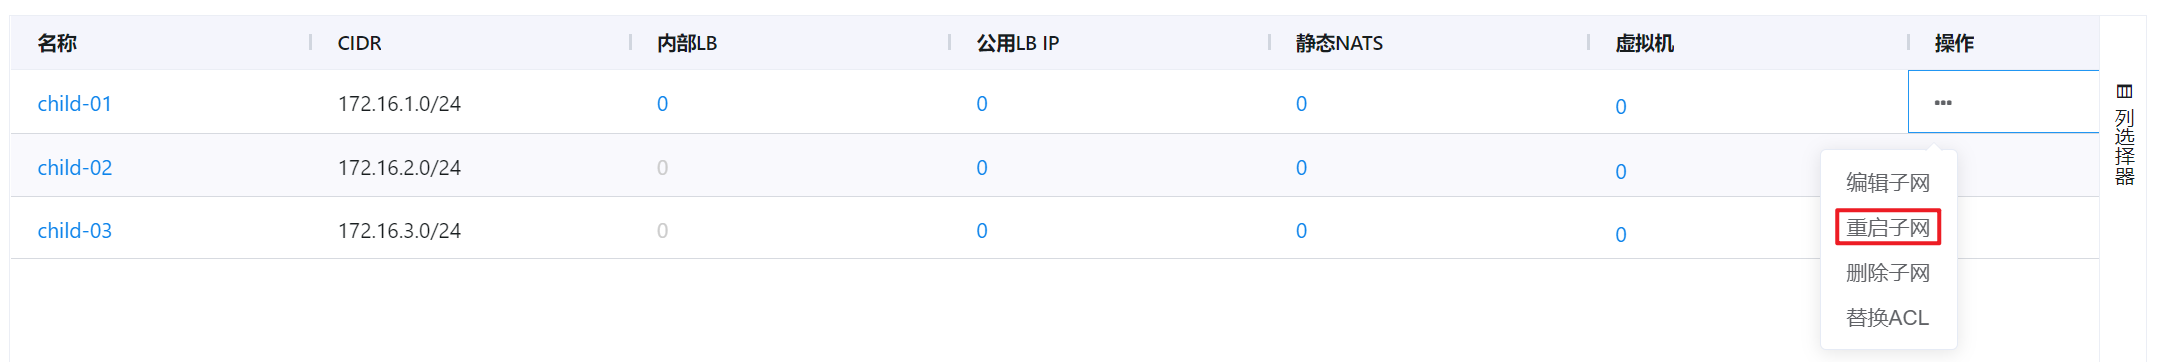 名称 CIDR 内部LB 公用LB IP 静态NATS 虚拟机 操作
child-01 172.16.1.0/24 0 0 0 0 •••
child-02 172.16.2.0/24 0 0 0 0
child-03 172.16.3.0/24 0 0 0 0
编辑子网
重启子网
删除子网
替换ACL
列选择器